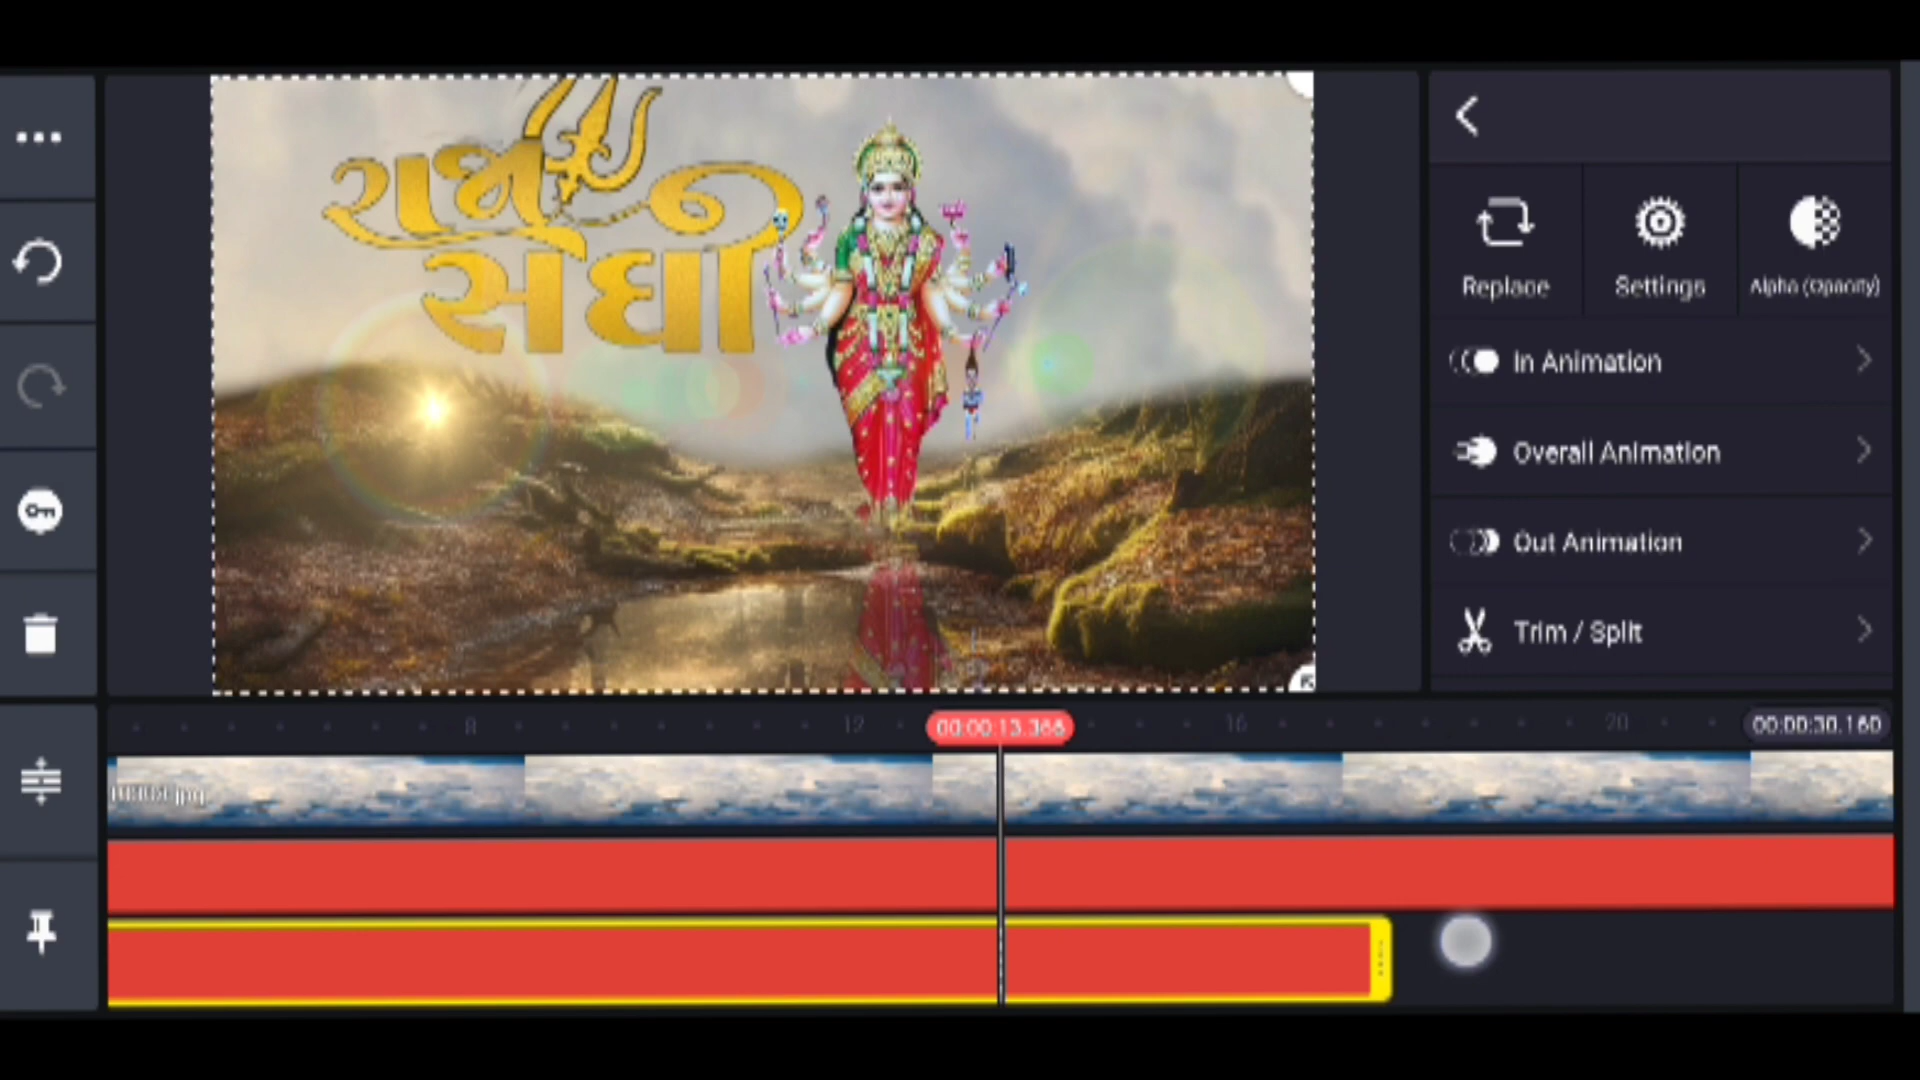 રાજ
સધી
Replace
Settings
Alpha (Opacity)
In Animation
Overall Animation
Out Animation
Trim / Split
8
12
00:00:13.366
16
20
00:00:30.160